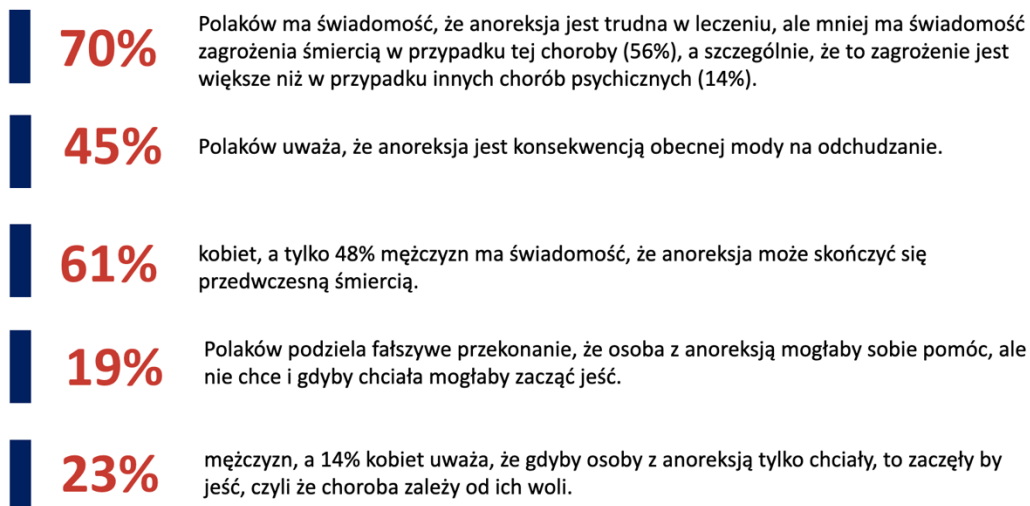 70%
Polaków ma świadomość, że anoreksja jest trudna w leczeniu, ale mniej ma świadomość
zagrożenia śmiercią w przypadku tej choroby (56%), a szczególnie, że to zagrożenie jest
większe niż w przypadku innych chorób psychicznych (14%).
45%
Polaków uważa, że anoreksja jest konsekwencją obecnej mody na odchudzanie.
61%
kobiet, a tylko 48% mężczyzn ma świadomość, że anoreksja może skończyć się
przedwczesną śmiercią.
19%
Polaków podziela fałszywe przekonanie, że osoba z anoreksją mogłaby sobie pomóc, ale
nie chce i gdyby chciała mogłaby zacząć jeść.
23%
mężczyzn, a 14% kobiet uważa, że gdyby osoby z anoreksją tylko chciały, to zaczęły by
jeść, czyli że choroba zależy od ich woli.